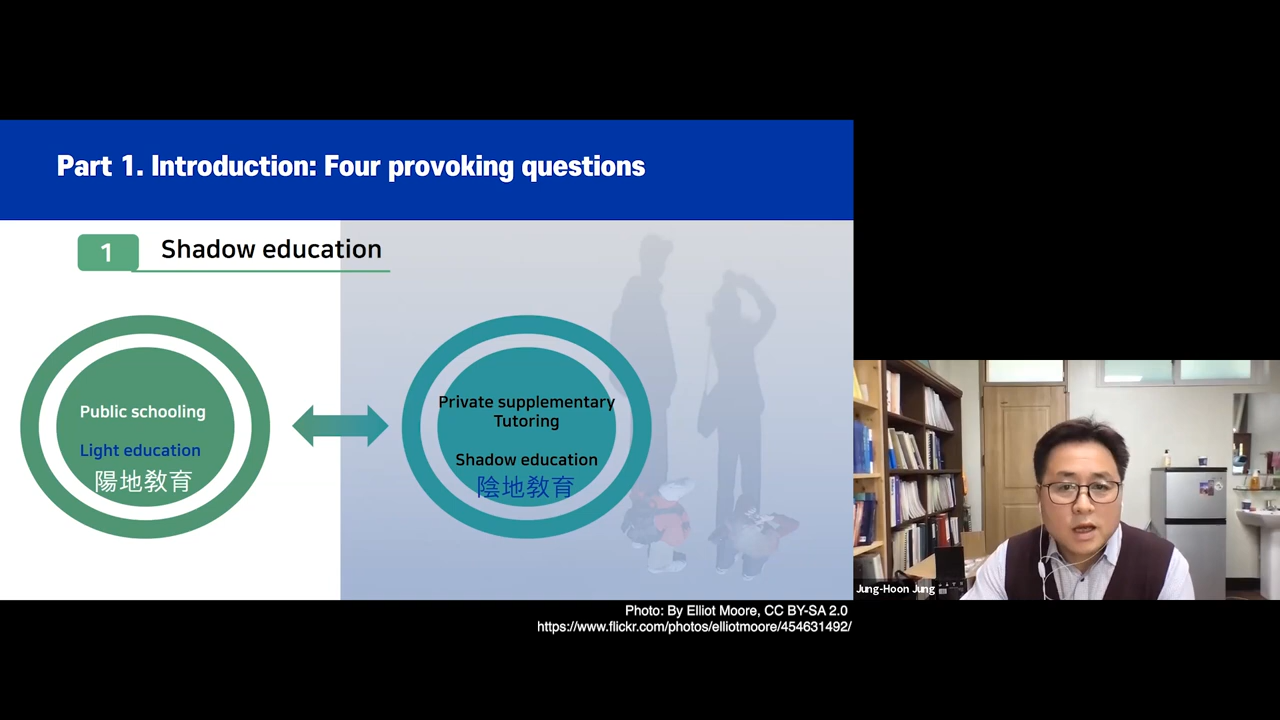 Part 1. Introduction: Four provoking questions
1
Shadow education
Public schooling
Light education
陽地敎育
Private supplementary
Tutoring
Shadow education
陰地敎育
Jung-Hoon Jung
Photo: By Elliot Moore, CC BY-SA 2.0
https://www.flickr.com/photos/elliotmoore/454631492/